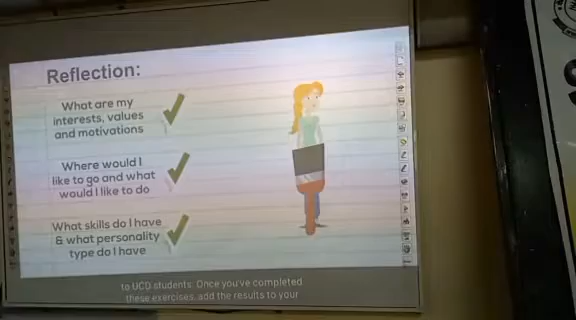 Reflection:
What are my
interests, values
and motivations
Where would I
like to go and what
would I like to do
What skills do I have
& what personality
type do I have
to UCD students. Once you've completed
these exercises, add the results to your